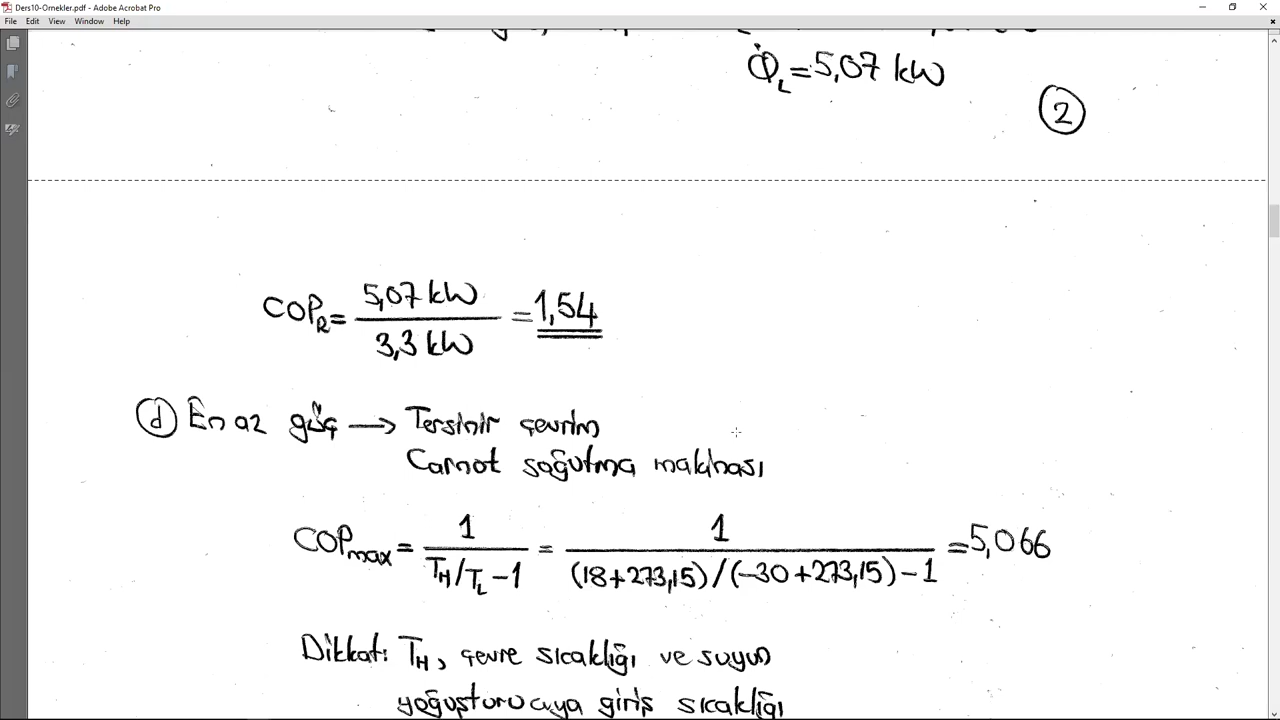 Ders10-Ornekler.pdf - Adobe Acrobat Pro
File Edit View Window Help
Q̇L = 5,07 kW
2
COPR = 5,07 kW / 3,3 kW = 1,54
d En az güç → Tersinir çevrim
Carnot soğutma makinası
COPmax = 1 / (TH/TL - 1) = 1 / ((18+273,15)/(-30+273,15) - 1) = 5,066
Dikkat: TH, çevre sıcaklığı ve suyun
yoğuşturucuya giriş sıcaklığı